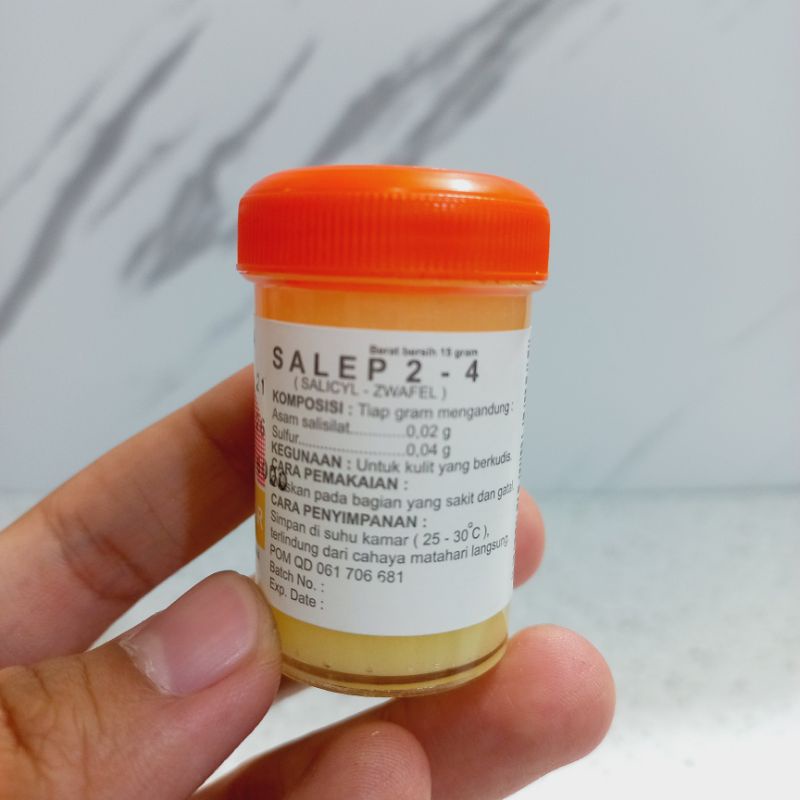 Berat bersih 15 gram
SALEP 2 - 4
( SALICYL - ZWAFEL )
KOMPOSISI : Tiap gram mengandung :
Asam salisilat..............0,02 g
Sulfur..........................0,04 g
KEGUNAAN : Untuk kulit yang berkudis.
CARA PEMAKAIAN :
pada bagian yang sakit dan gatal
CARA PENYIMPANAN :
Simpan di suhu kamar ( 25 - 30°C ),
terlindung dari cahaya matahari langsung
POM QD 061 706 681
Batch No. :
Exp. Date :
21